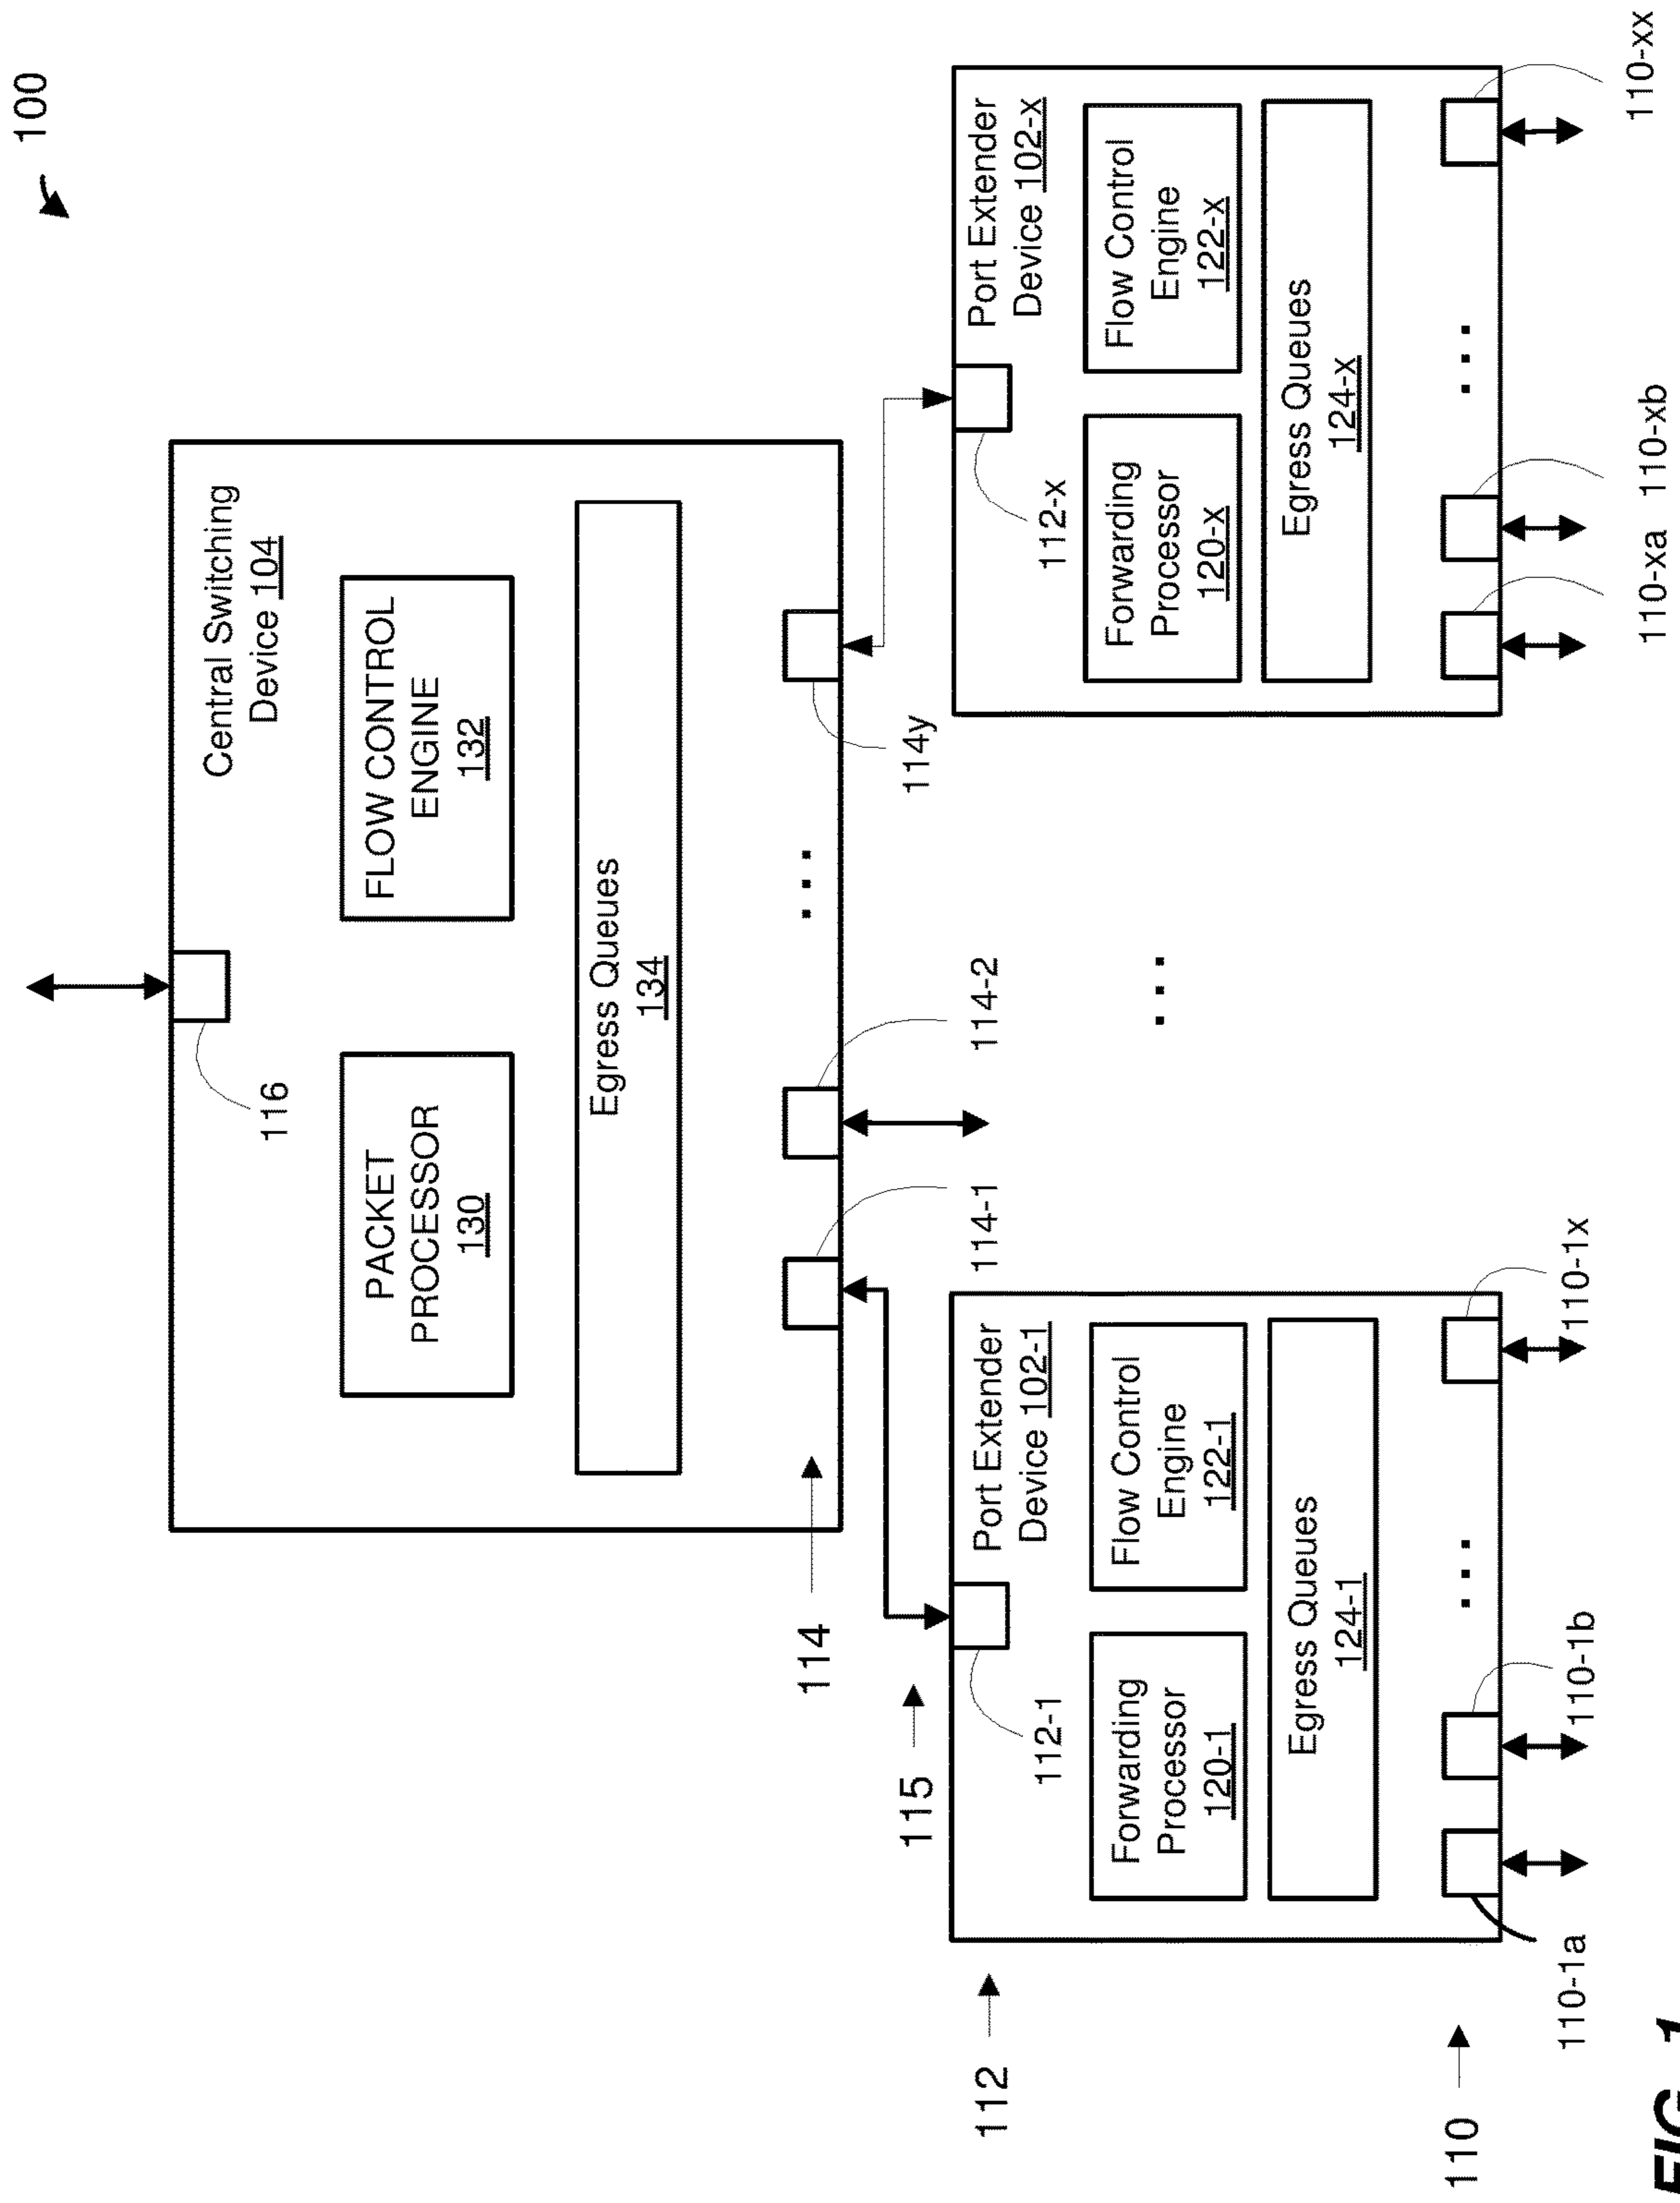 100
116
Central Switching
Device 104
PACKET
PROCESSOR
130
FLOW CONTROL
ENGINE
132
Egress Queues
134
114
114-1
114-2
...
114y
115
112
112-1
Port Extender
Device 102-1
Forwarding
Processor
120-1
Flow Control
Engine
122-1
Egress Queues
124-1
...
110
110-1a
110-1b
110-1x
...
112-x
Port Extender
Device 102-x
Forwarding
Processor
120-x
Flow Control
Engine
122-x
Egress Queues
124-x
...
110-xa
110-xb
110-xx
FIG. 1